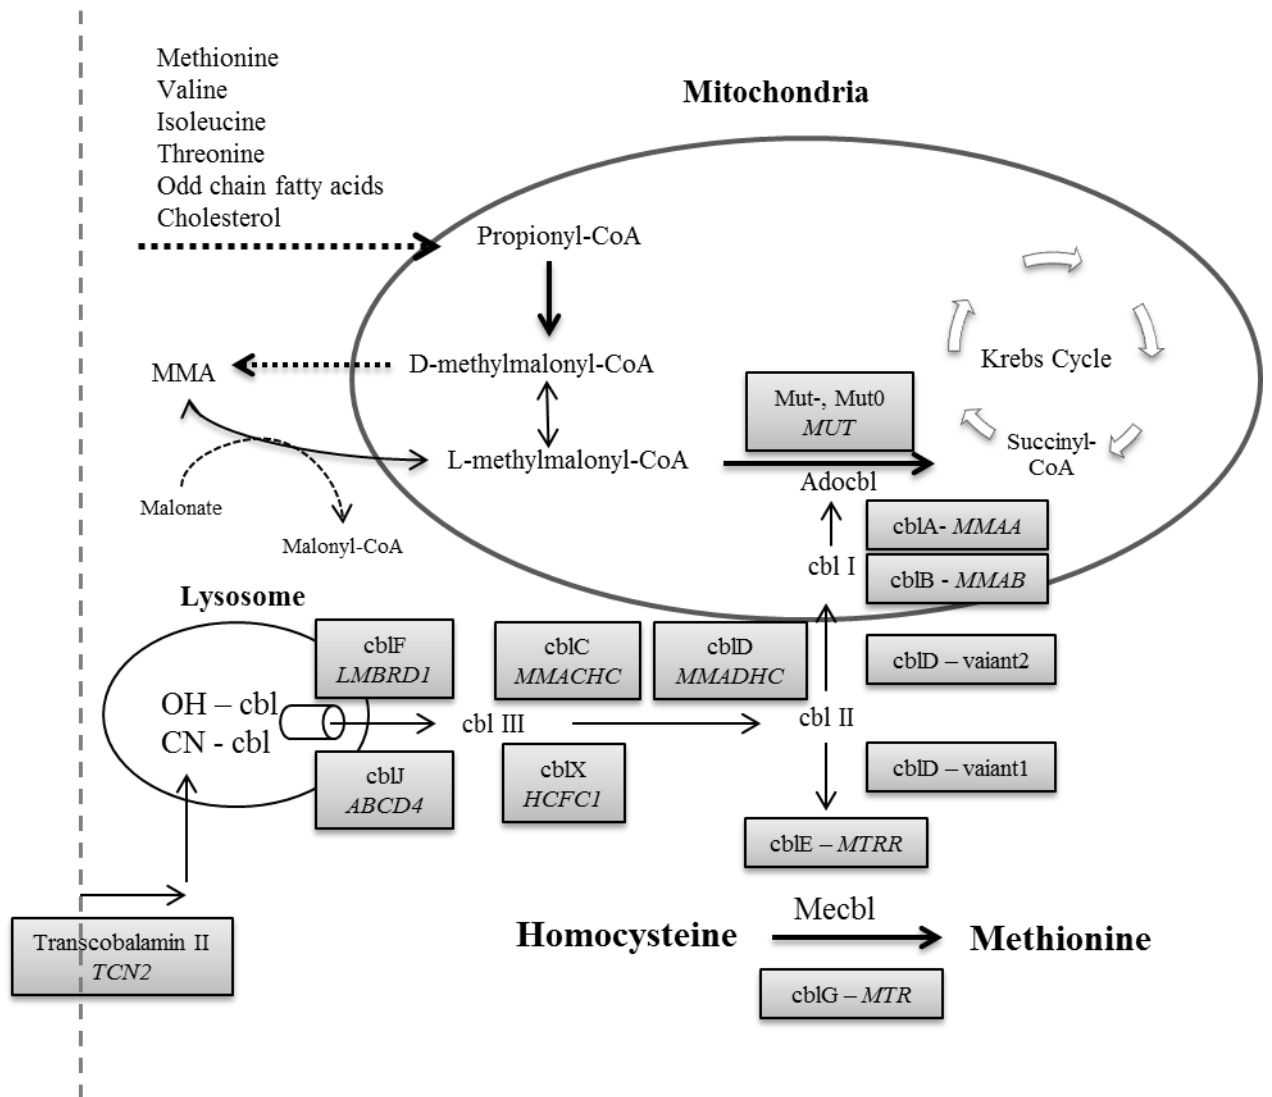 Methionine
Valine
Isoleucine
Threonine
Odd chain fatty acids
Cholesterol
Mitochondria
Propionyl-CoA
D-methylmalonyl-CoA
MMA
L-methylmalonyl-CoA
Malonate
Malonyl-CoA
Mut-, Mut0
MUT
Adocbl
Krebs Cycle
Succinyl-
CoA
cblA- MMAA
cbl I
cblB - MMAB
Lysosome
cblF
LMBRD1
OH – cbl
CN - cbl
cblJ
ABCD4
cbl III
cblC
MMACHC
cblX
HCFC1
cblD
MMADHC
cbl II
cblD – vaiant2
cblD – vaiant1
cblE – MTRR
Transcobalamin II
TCN2
Homocysteine
Mecbl
Methionine
cblG – MTR